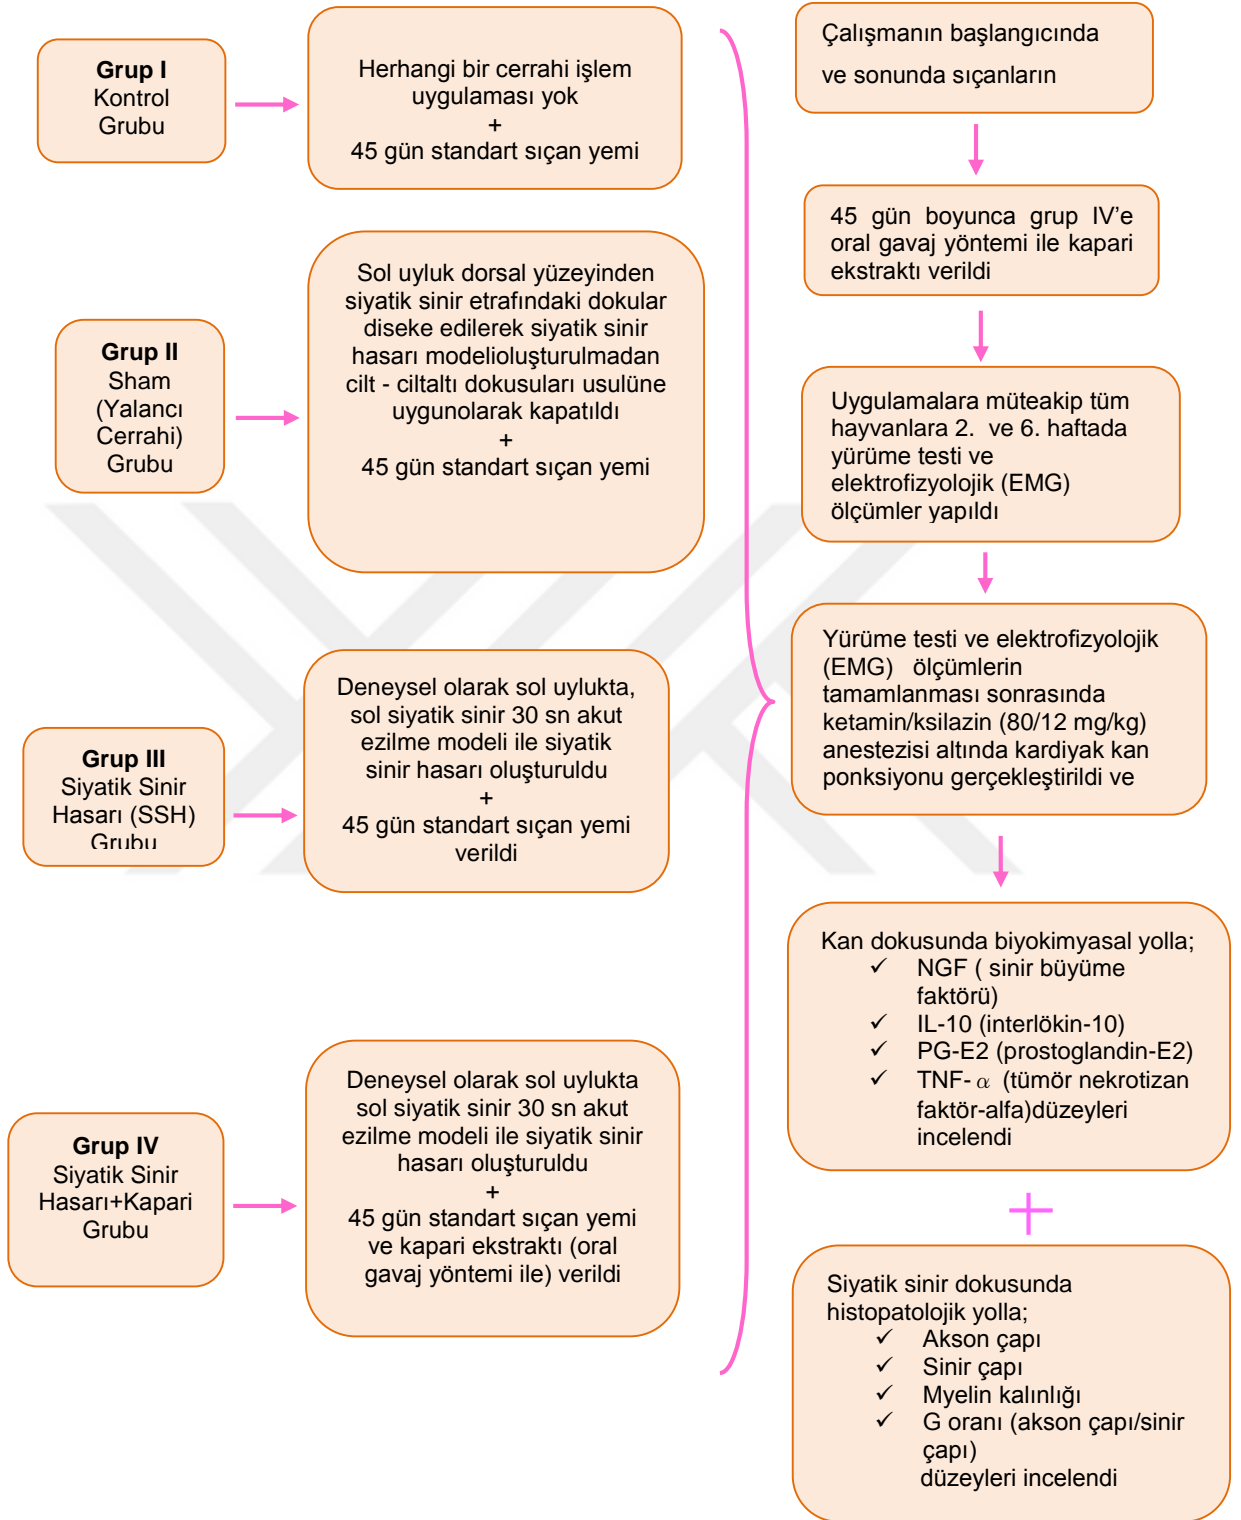 Grup I
Kontrol
Grubu
Herhangi bir cerrahi işlem
uygulaması yok
+
45 gün standart sıçan yemi
Grup II
Sham
(Yalancı
Cerrahi)
Grubu
Sol uyluk dorsal yüzeyinden
siyatik sinir etrafındaki dokular
diseke edilerek siyatik sinir
hasarı modelioluşturulmadan
cilt - ciltaltı dokusuları usulüne
uygunolarak kapatıldı
+
45 gün standart sıçan yemi
Grup III
Siyatik Sinir
Hasarı (SSH)
Grubu
Deneysel olarak sol uylukta,
sol siyatik sinir 30 sn akut
ezilme modeli ile siyatik
sinir hasarı oluşturuldu
+
45 gün standart sıçan yemi
verildi
Grup IV
Siyatik Sinir
Hasarı+Kapari
Grubu
Deneysel olarak sol uylukta
sol siyatik sinir 30 sn akut
ezilme modeli ile siyatik sinir
hasarı oluşturuldu
+
45 gün standart sıçan yemi
ve kapari ekstraktı (oral
gavaj yöntemi ile) verildi
Çalışmanın başlangıcında
ve sonunda sıçanların
45 gün boyunca grup IV’e
oral gavaj yöntemi ile kapari
ekstraktı verildi
Uygulamalara müteakip tüm
hayvanlara 2. ve 6. haftada
yürüme testi ve
elektrofizyolojik (EMG)
ölçümler yapıldı
Yürüme testi ve elektrofizyolojik
(EMG) ölçümlerin
tamamlanması sonrasında
ketamin/ksilazin (80/12 mg/kg)
anestezisi altında kardiyak kan
ponksiyonu gerçekleştirildi ve
Kan dokusunda biyokimyasal yolla;
✓ NGF ( sinir büyüme
faktörü)
✓ IL-10 (interlökin-10)
✓ PG-E2 (prostoglandin-E2)
✓ TNF- α (tümör nekrotizan
faktör-alfa)düzeyleri
incelendi
Siyatik sinir dokusunda
histopatolojik yolla;
✓ Akson çapı
✓ Sinir çapı
✓ Myelin kalınlığı
✓ G oranı (akson çapı/sinir
çapı)
düzeyleri incelendi